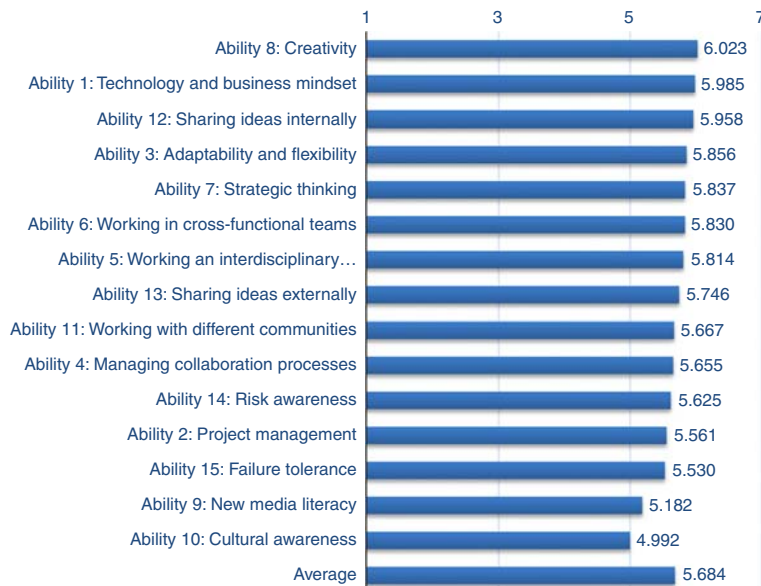 1 3 5 7
Ability 8: Creativity 6.023
Ability 1: Technology and business mindset 5.985
Ability 12: Sharing ideas internally 5.958
Ability 3: Adaptability and flexibility 5.856
Ability 7: Strategic thinking 5.837
Ability 6: Working in cross-functional teams 5.830
Ability 5: Working an interdisciplinary… 5.814
Ability 13: Sharing ideas externally 5.746
Ability 11: Working with different communities 5.667
Ability 4: Managing collaboration processes 5.655
Ability 14: Risk awareness 5.625
Ability 2: Project management 5.561
Ability 15: Failure tolerance 5.530
Ability 9: New media literacy 5.182
Ability 10: Cultural awareness 4.992
Average 5.684